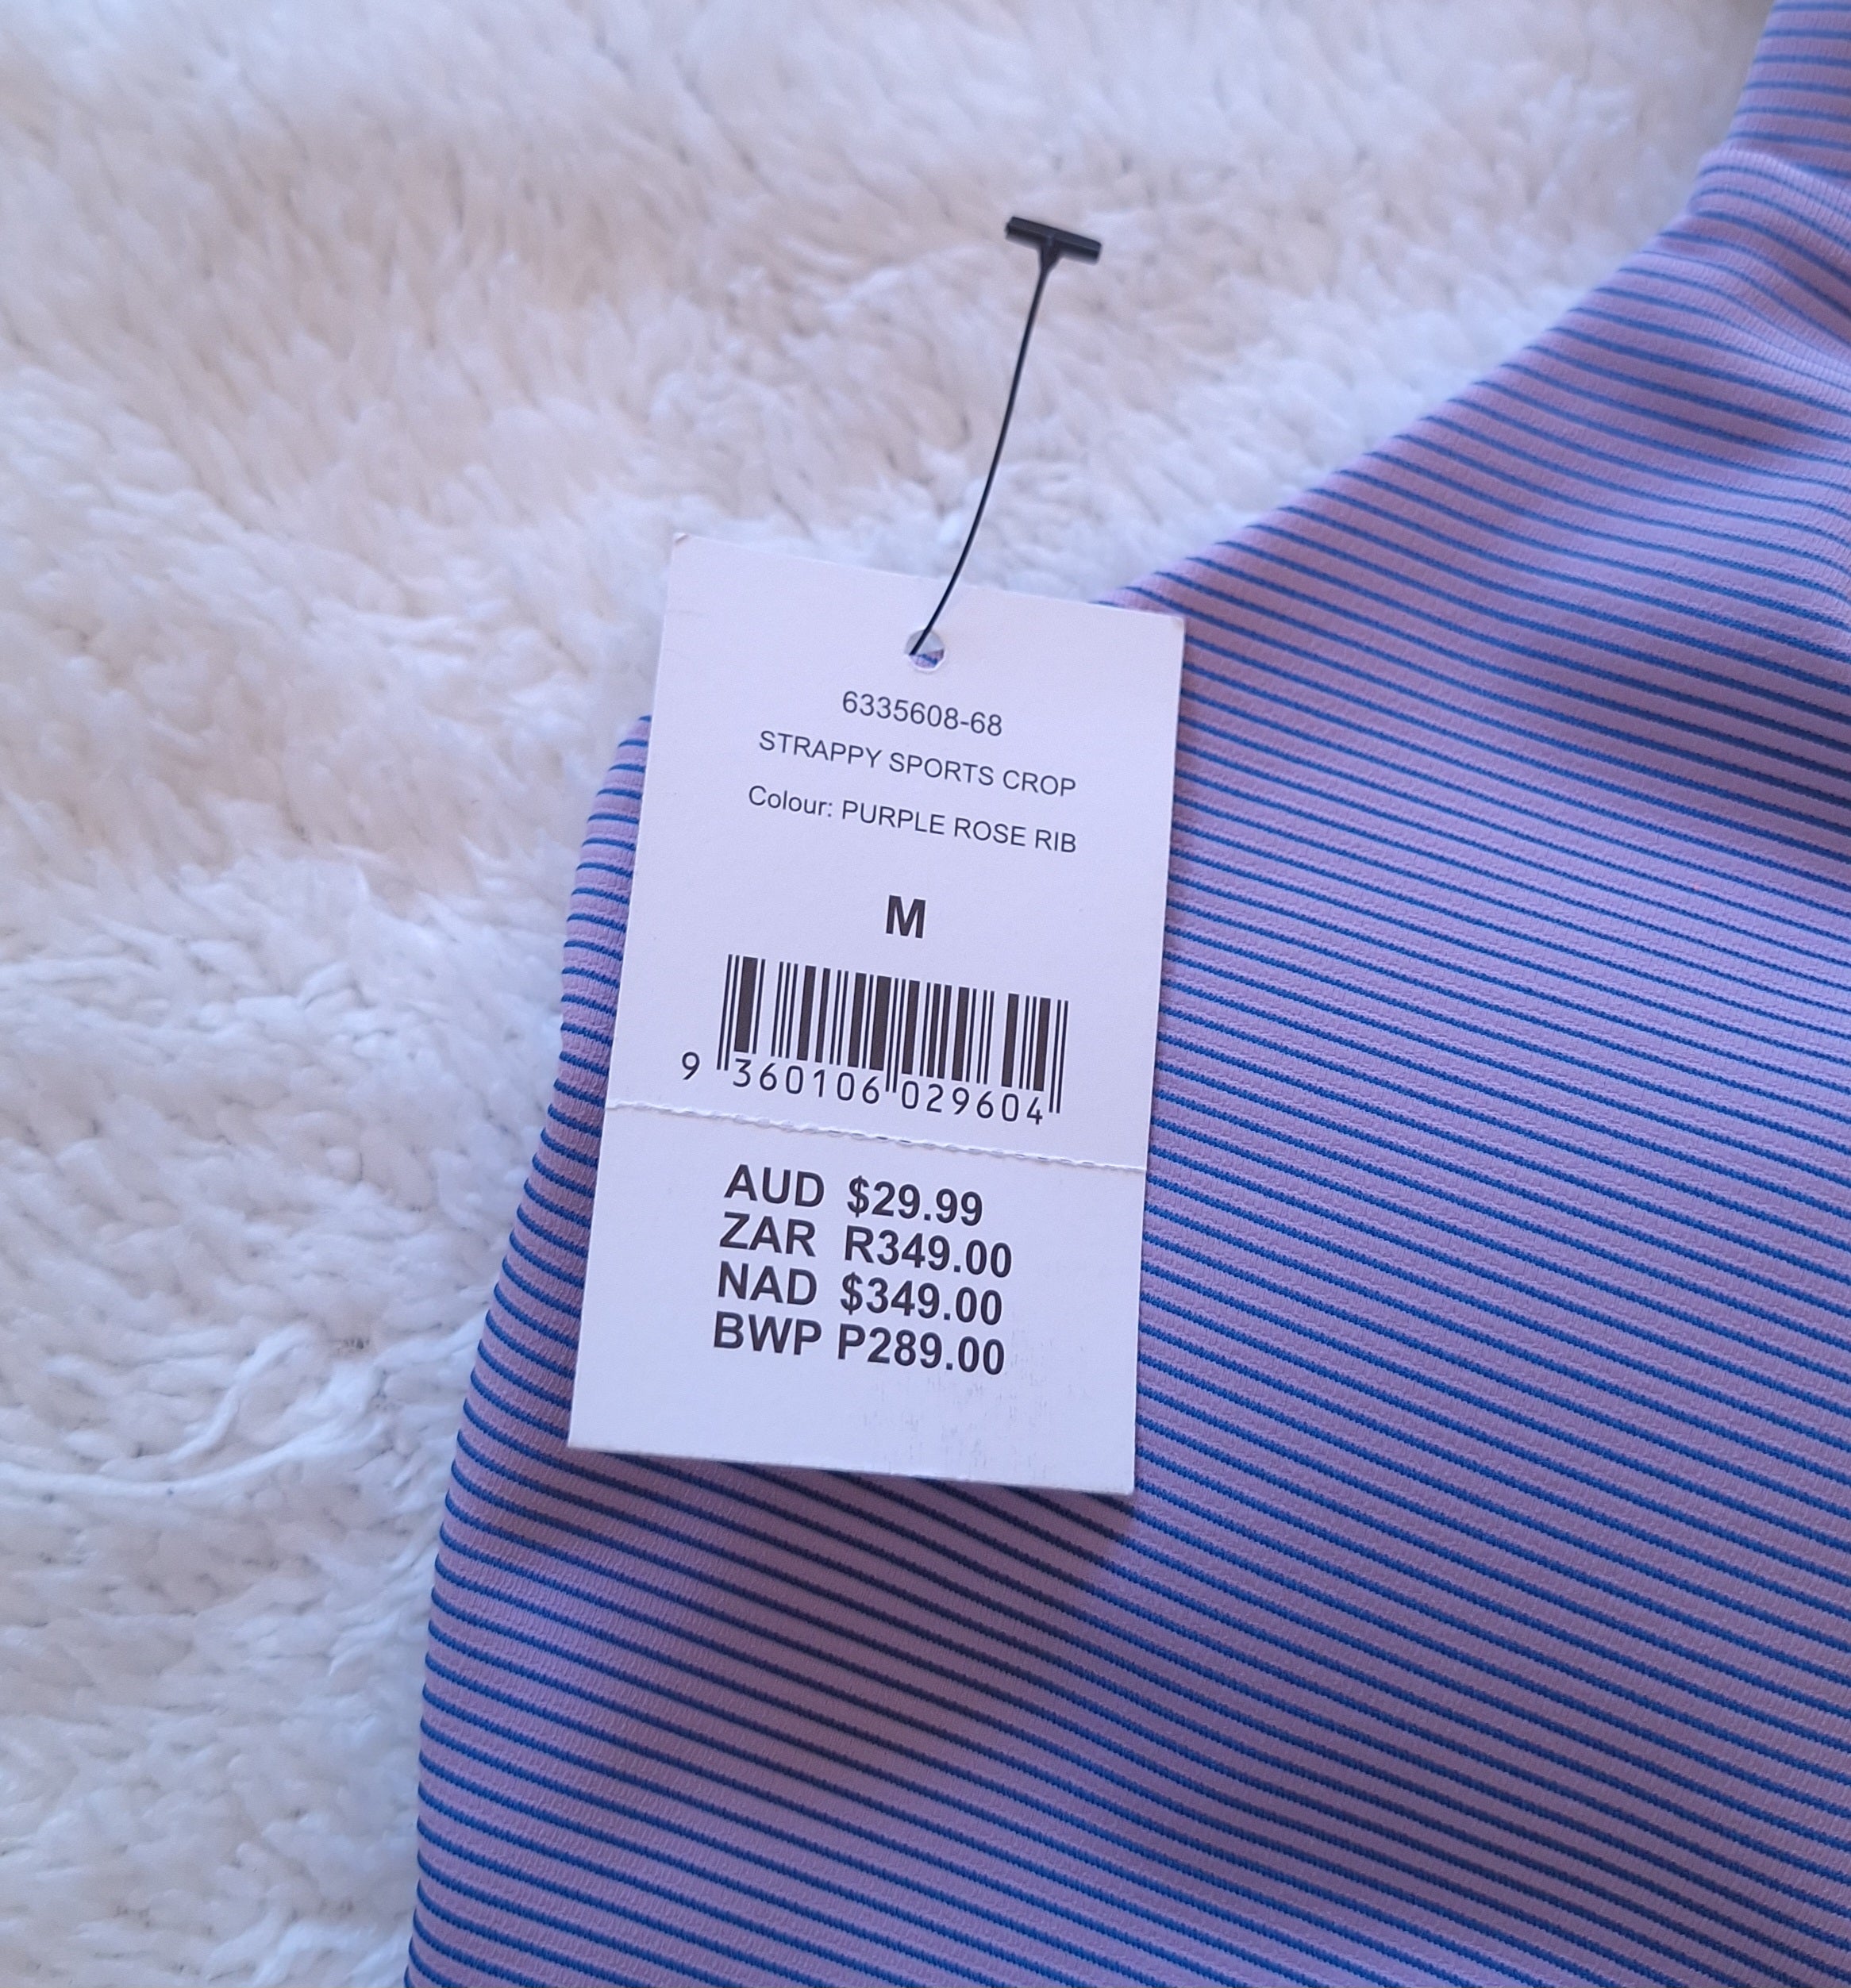 6335608-68
STRAPPY SPORTS CROP
Colour: PURPLE ROSE RIB
M
9 360106 029604
AUD $29.99
ZAR R349.00
NAD $349.00
BWP P289.00